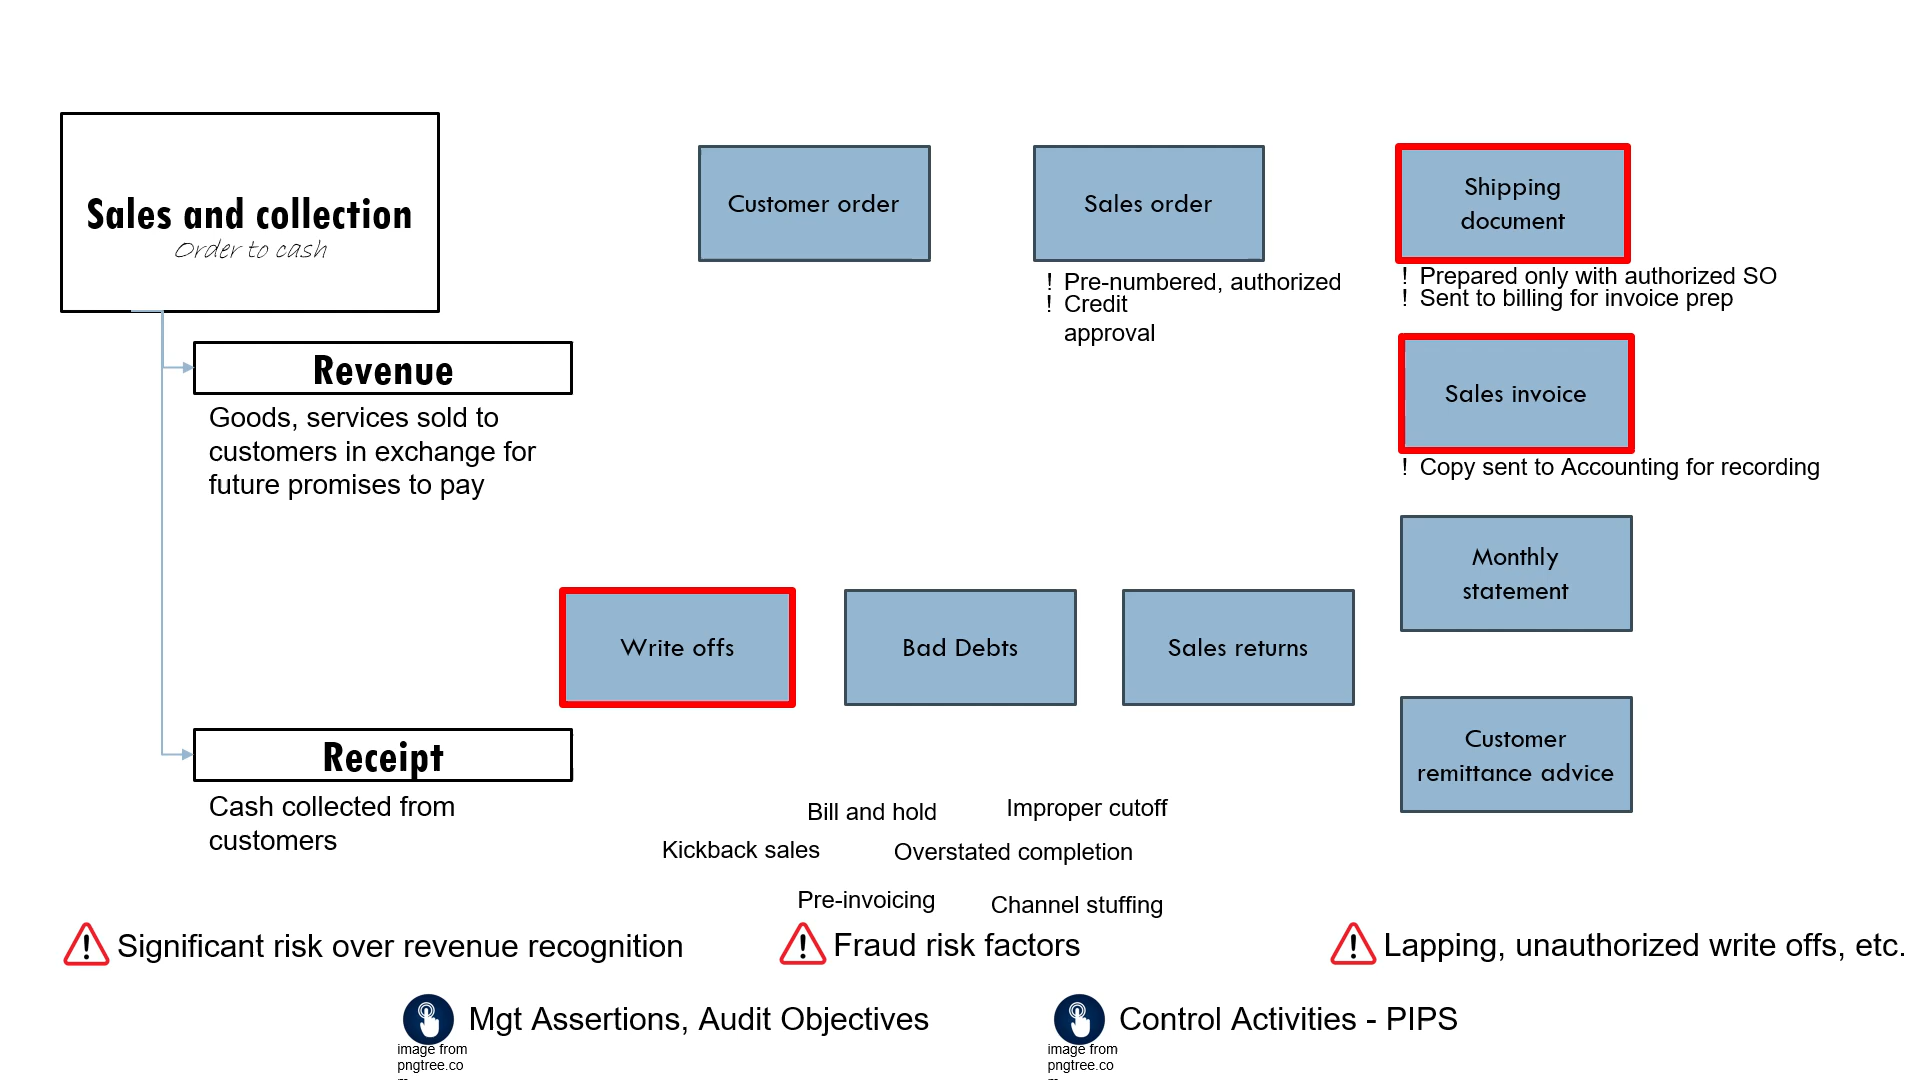 Sales and collection
Order to cash
Customer order
Sales order
Shipping
document
! Pre-numbered, authorized
! Credit
approval
! Prepared only with authorized SO
! Sent to billing for invoice prep
Revenue
Goods, services sold to
customers in exchange for
future promises to pay
Sales invoice
! Copy sent to Accounting for recording
Monthly
statement
Write offs
Bad Debts
Sales returns
Customer
remittance advice
Receipt
Cash collected from
customers
Bill and hold
Improper cutoff
Kickback sales
Overstated completion
Pre-invoicing
Channel stuffing
Significant risk over revenue recognition
Fraud risk factors
Lapping, unauthorized write offs, etc.
Mgt Assertions, Audit Objectives
image from
pngtree.co
Control Activities - PIPS
image from
pngtree.co